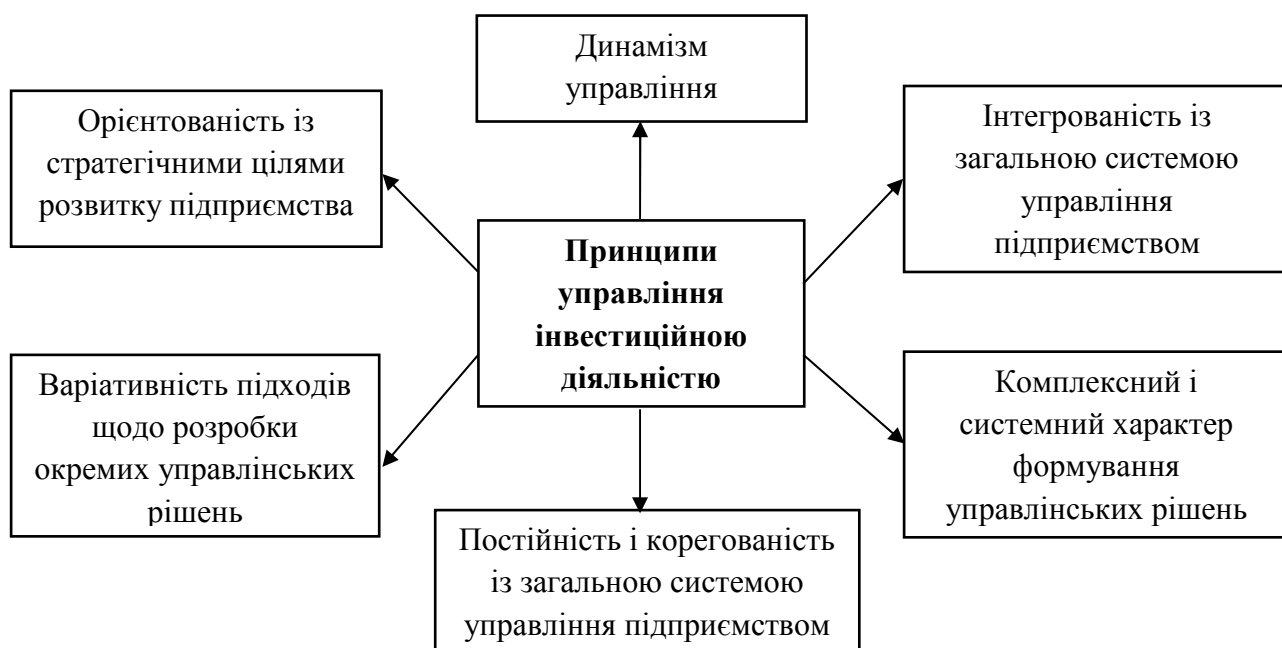 Динамізм
управління
Орієнтованість із
стратегічними цілями
розвитку підприємства
Інтегрованість із
загальною системою
управління
підприємством
Принципи
управління
інвестиційною
діяльністю
Варіативність підходів
щодо розробки
окремих управлінських
рішень
Комплексний і
системний характер
формування
управлінських рішень
Постійність і корегованість
із загальною системою
управління підприємством